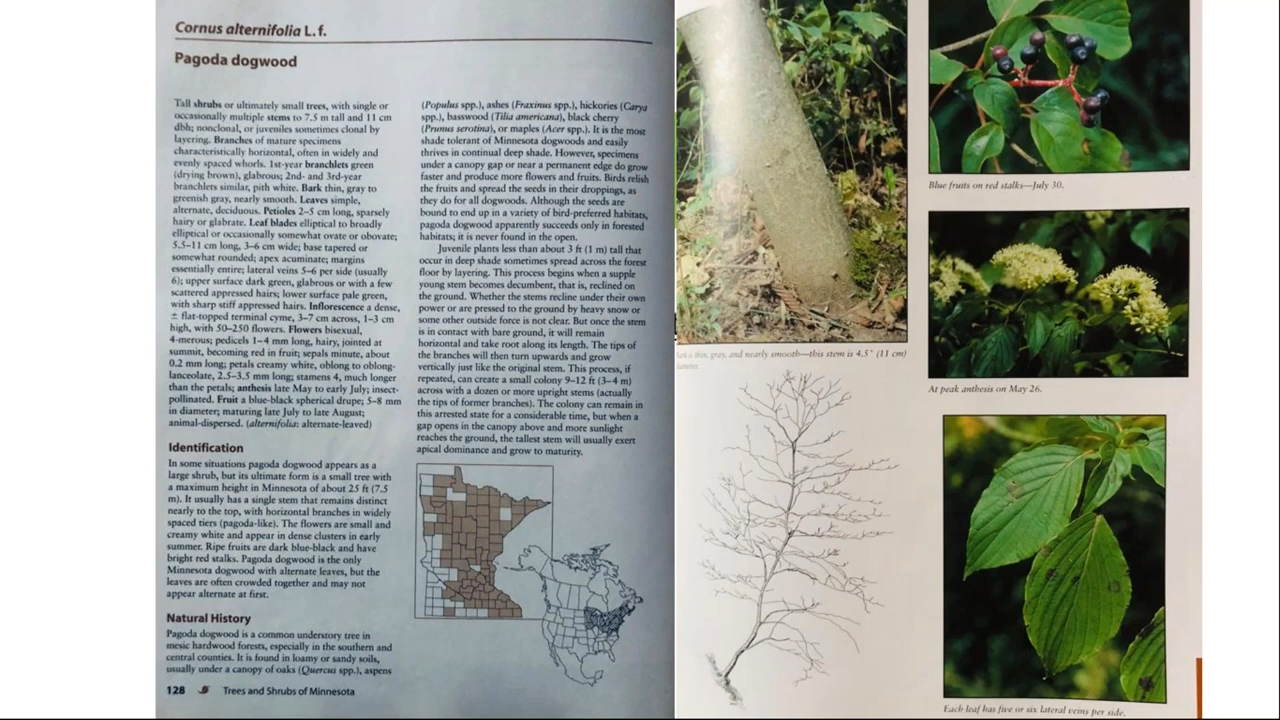 Cornus alternifolia L. f.
Pagoda dogwood
Tall shrubs or ultimately small trees, with single or
occasionally multiple stems to 7.5 m tall and 11 cm
dbh; nonclonal, or juveniles sometimes clonal by
layering. Branches of mature specimens
characteristically horizontal, often in widely and
evenly spaced whorls. 1st-year branchlets green
(drying brown), glabrous; 2nd- and 3rd-year
branchlets similar, pith white. Bark thin, gray to
greenish gray, nearly smooth. Leaves simple,
alternate, deciduous. Petioles 2–5 cm long, sparsely
hairy or glabrate. Leaf blades elliptical to broadly
elliptical or occasionally somewhat ovate or obovate;
5.5–11 cm long, 3–6 cm wide; base tapered or
somewhat rounded; apex acuminate; margins
essentially entire; lateral veins 5–6 per side (usually
6); upper surface dark green, glabrous or with a few
scattered appressed hairs; lower surface pale green,
with sharp stiff appressed hairs. Inflorescence a dense,
± flat-topped terminal cyme, 3–7 cm across, 1–3 cm
high, with 50–250 flowers. Flowers bisexual,
4-merous; pedicels 1–4 mm long, hairy, jointed at
summit, becoming red in fruit; sepals minute, about
0.2 mm long; petals creamy white, oblong to oblong-
lanceolate, 2.5–3.5 mm long; stamens 4, much longer
than the petals; anthesis late May to early July; insect-
pollinated. Fruit a blue-black spherical drupe; 5–8 mm
in diameter; maturing late July to late August;
animal-dispersed. (alternifolia: alternate-leaved)
Identification
In some situations pagoda dogwood appears as a
large shrub, but its ultimate form is a small tree with
a maximum height in Minnesota of about 25 ft (7.5
m). It usually has a single stem that remains distinct
nearly to the top, with horizontal branches in widely
spaced tiers (pagoda-like). The flowers are small and
creamy white and appear in dense clusters in early
summer. Ripe fruits are dark blue-black and have
bright red stalks. Pagoda dogwood is the only
Minnesota dogwood with alternate leaves, but the
leaves are often crowded together and may not
appear alternate at first.
Natural History
Pagoda dogwood is a common understory tree in
mesic hardwood forests, especially in the southern and
central counties. It is found in loamy or sandy soils,
usually under a canopy of oaks (Quercus spp.), aspens
128 Trees and Shrubs of Minnesota
(Populus spp.), ashes (Fraxinus spp.), hickories (Carya
spp.), basswood (Tilia americana), black cherry
(Prunus serotina), or maples (Acer spp.). It is the most
shade tolerant of Minnesota dogwoods and easily
thrives in continual deep shade. However, specimens
under a canopy gap or near a permanent edge do grow
faster and produce more flowers and fruits. Birds relish
the fruits and spread the seeds in their droppings, as
they do for all dogwoods. Although the seeds are
bound to end up in a variety of bird-preferred habitats,
pagoda dogwood apparently succeeds only in forested
habitats; it is never found in the open.
Juvenile plants less than about 3 ft (1 m) tall that
occur in deep shade sometimes spread across the forest
floor by layering. This process begins when a supple
young stem becomes decumbent, that is, reclined on
the ground. Whether the stems recline under their own
power or are pressed to the ground by heavy snow or
some other outside force is not clear. But once the stem
is in contact with bare ground, it will remain
horizontal and take root along its length. The tips of
the branches will then turn upwards and grow
vertically just like the original stem. This process, if
repeated, can create a small colony 9–12 ft (3–4 m)
across with a dozen or more upright stems (actually
the tips of former branches). The colony can remain in
this arrested state for a considerable time, but when a
gap opens in the canopy above and more sunlight
reaches the ground, the tallest stem will usually exert
apical dominance and grow to maturity.
thin, gray, and nearly smooth—this stem is 4.5" (11 cm)
Blue fruits on red stalks—July 30.
At peak anthesis on May 26.
Each leaf has five or six lateral veins per side.